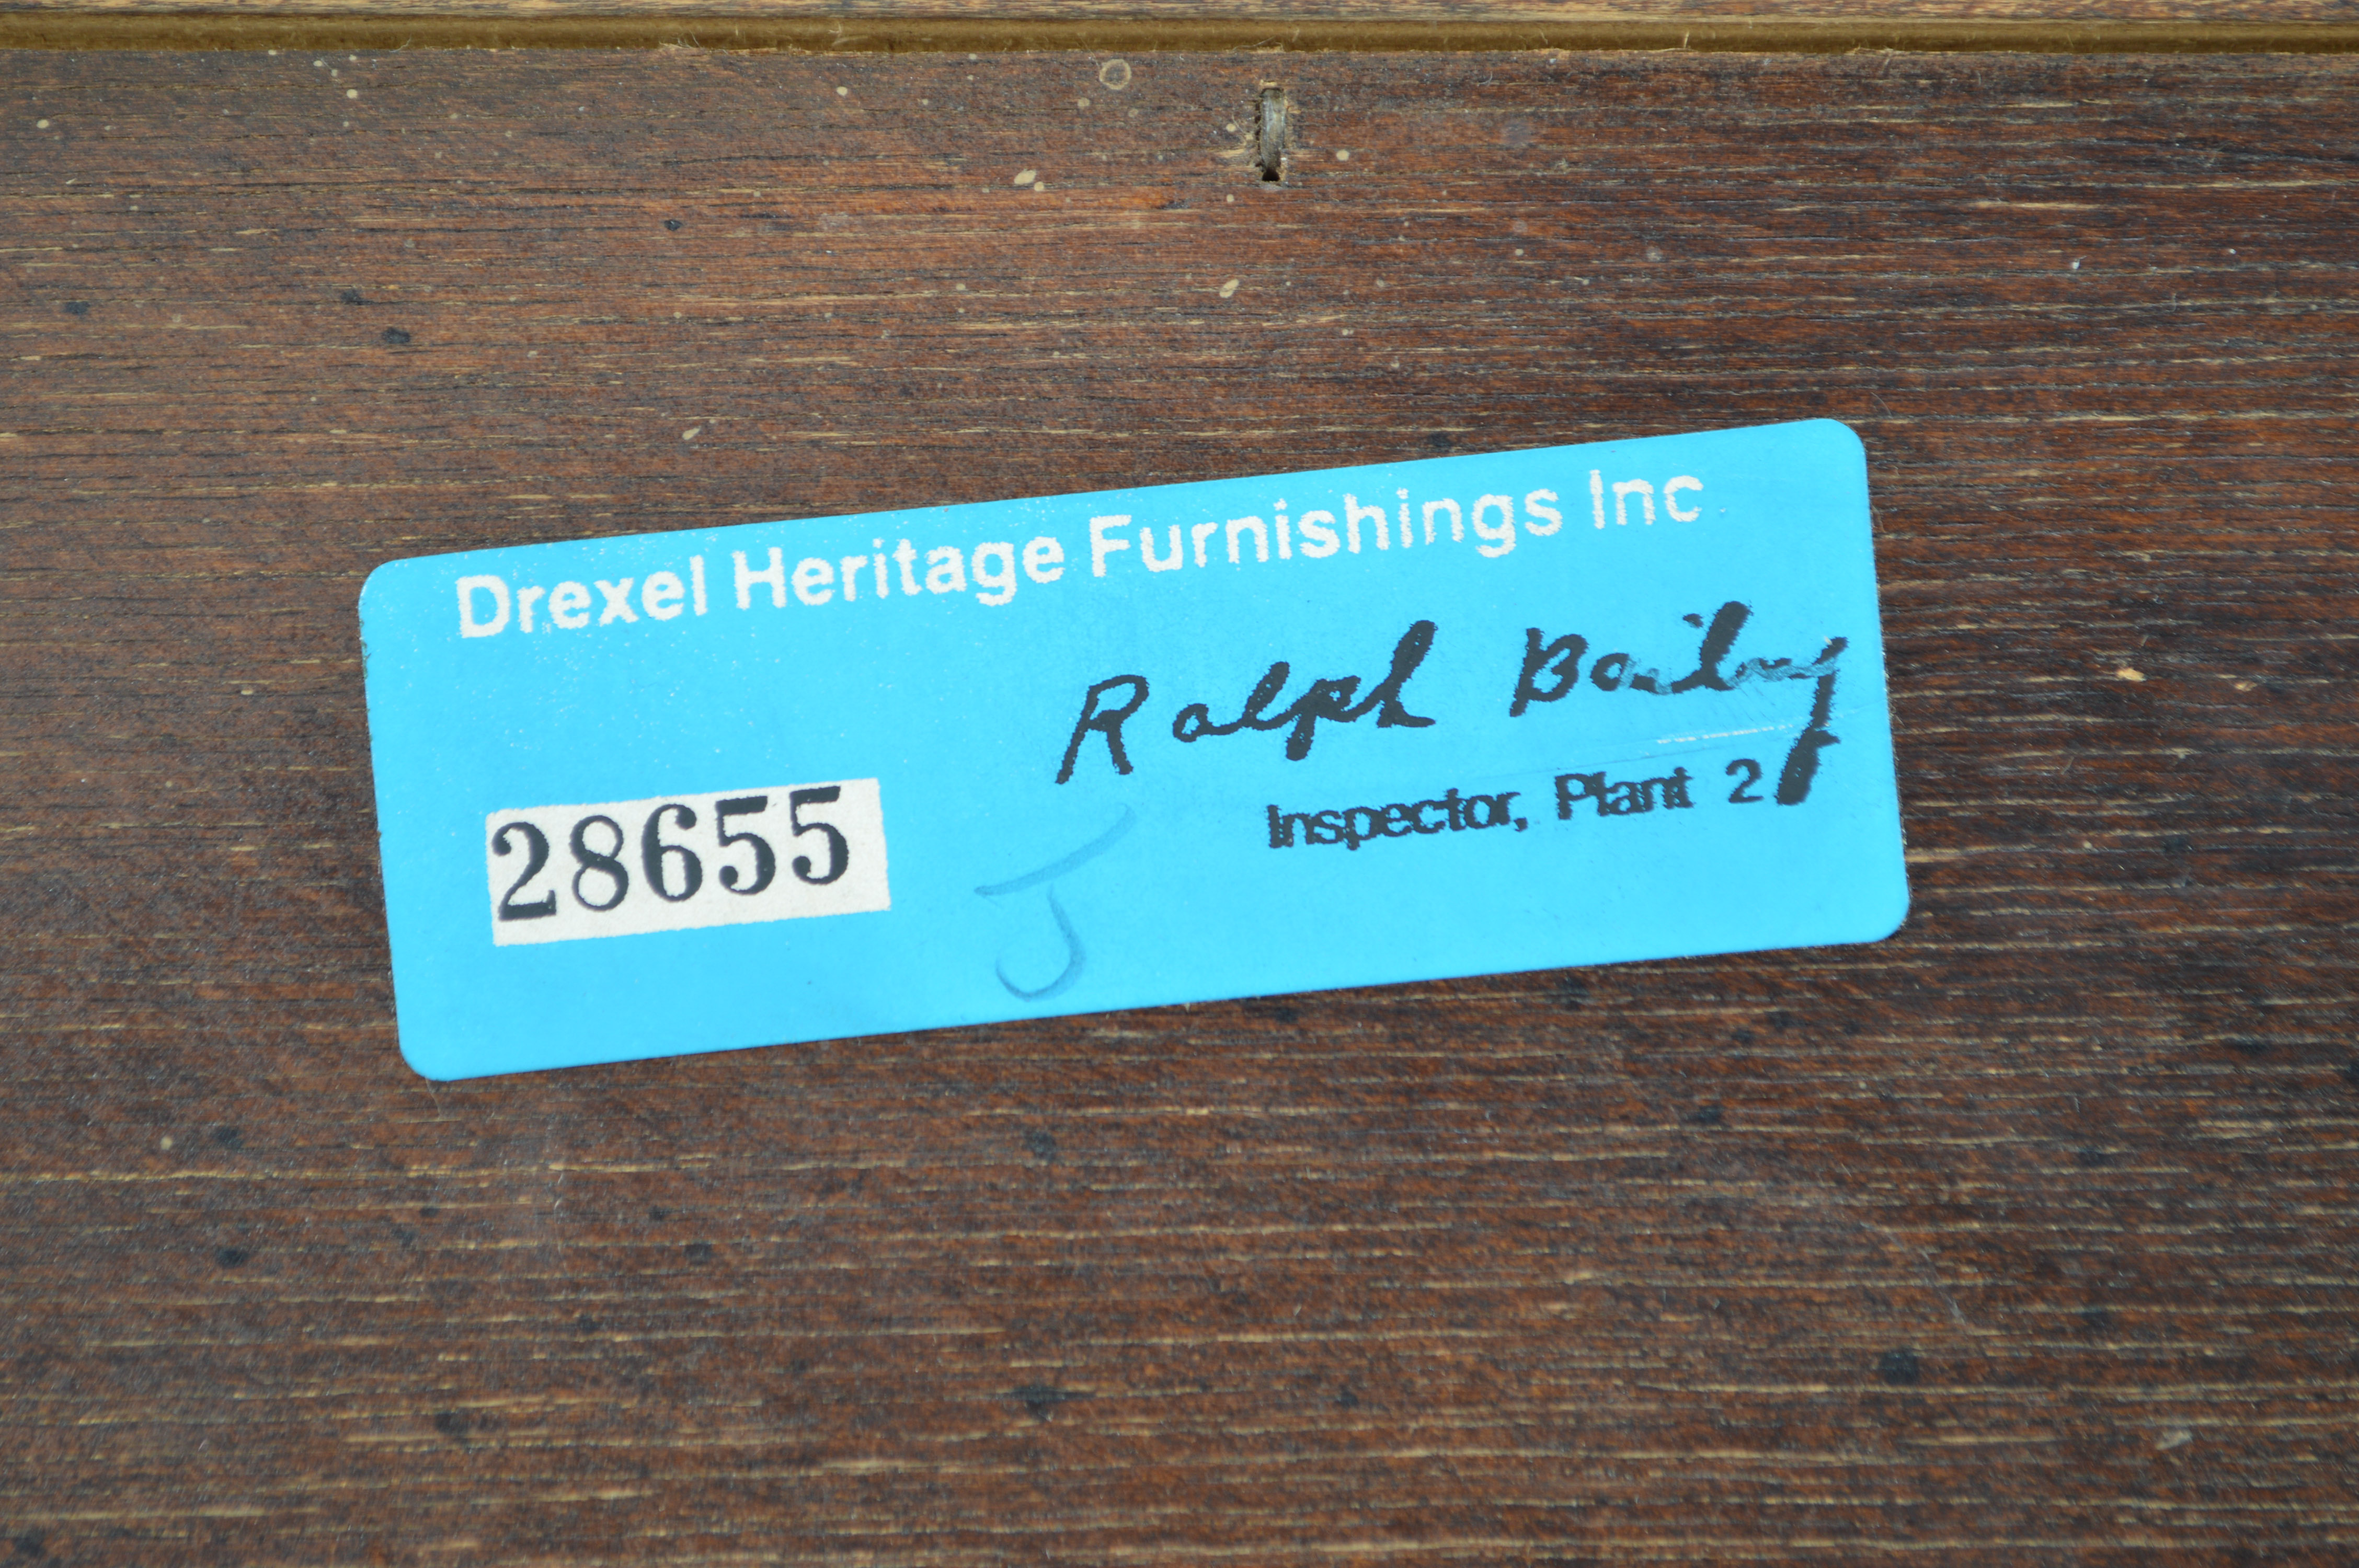 Drexel Heritage Furnishings Inc
Ralph Bailey
Inspector, Plant 2
28655
J